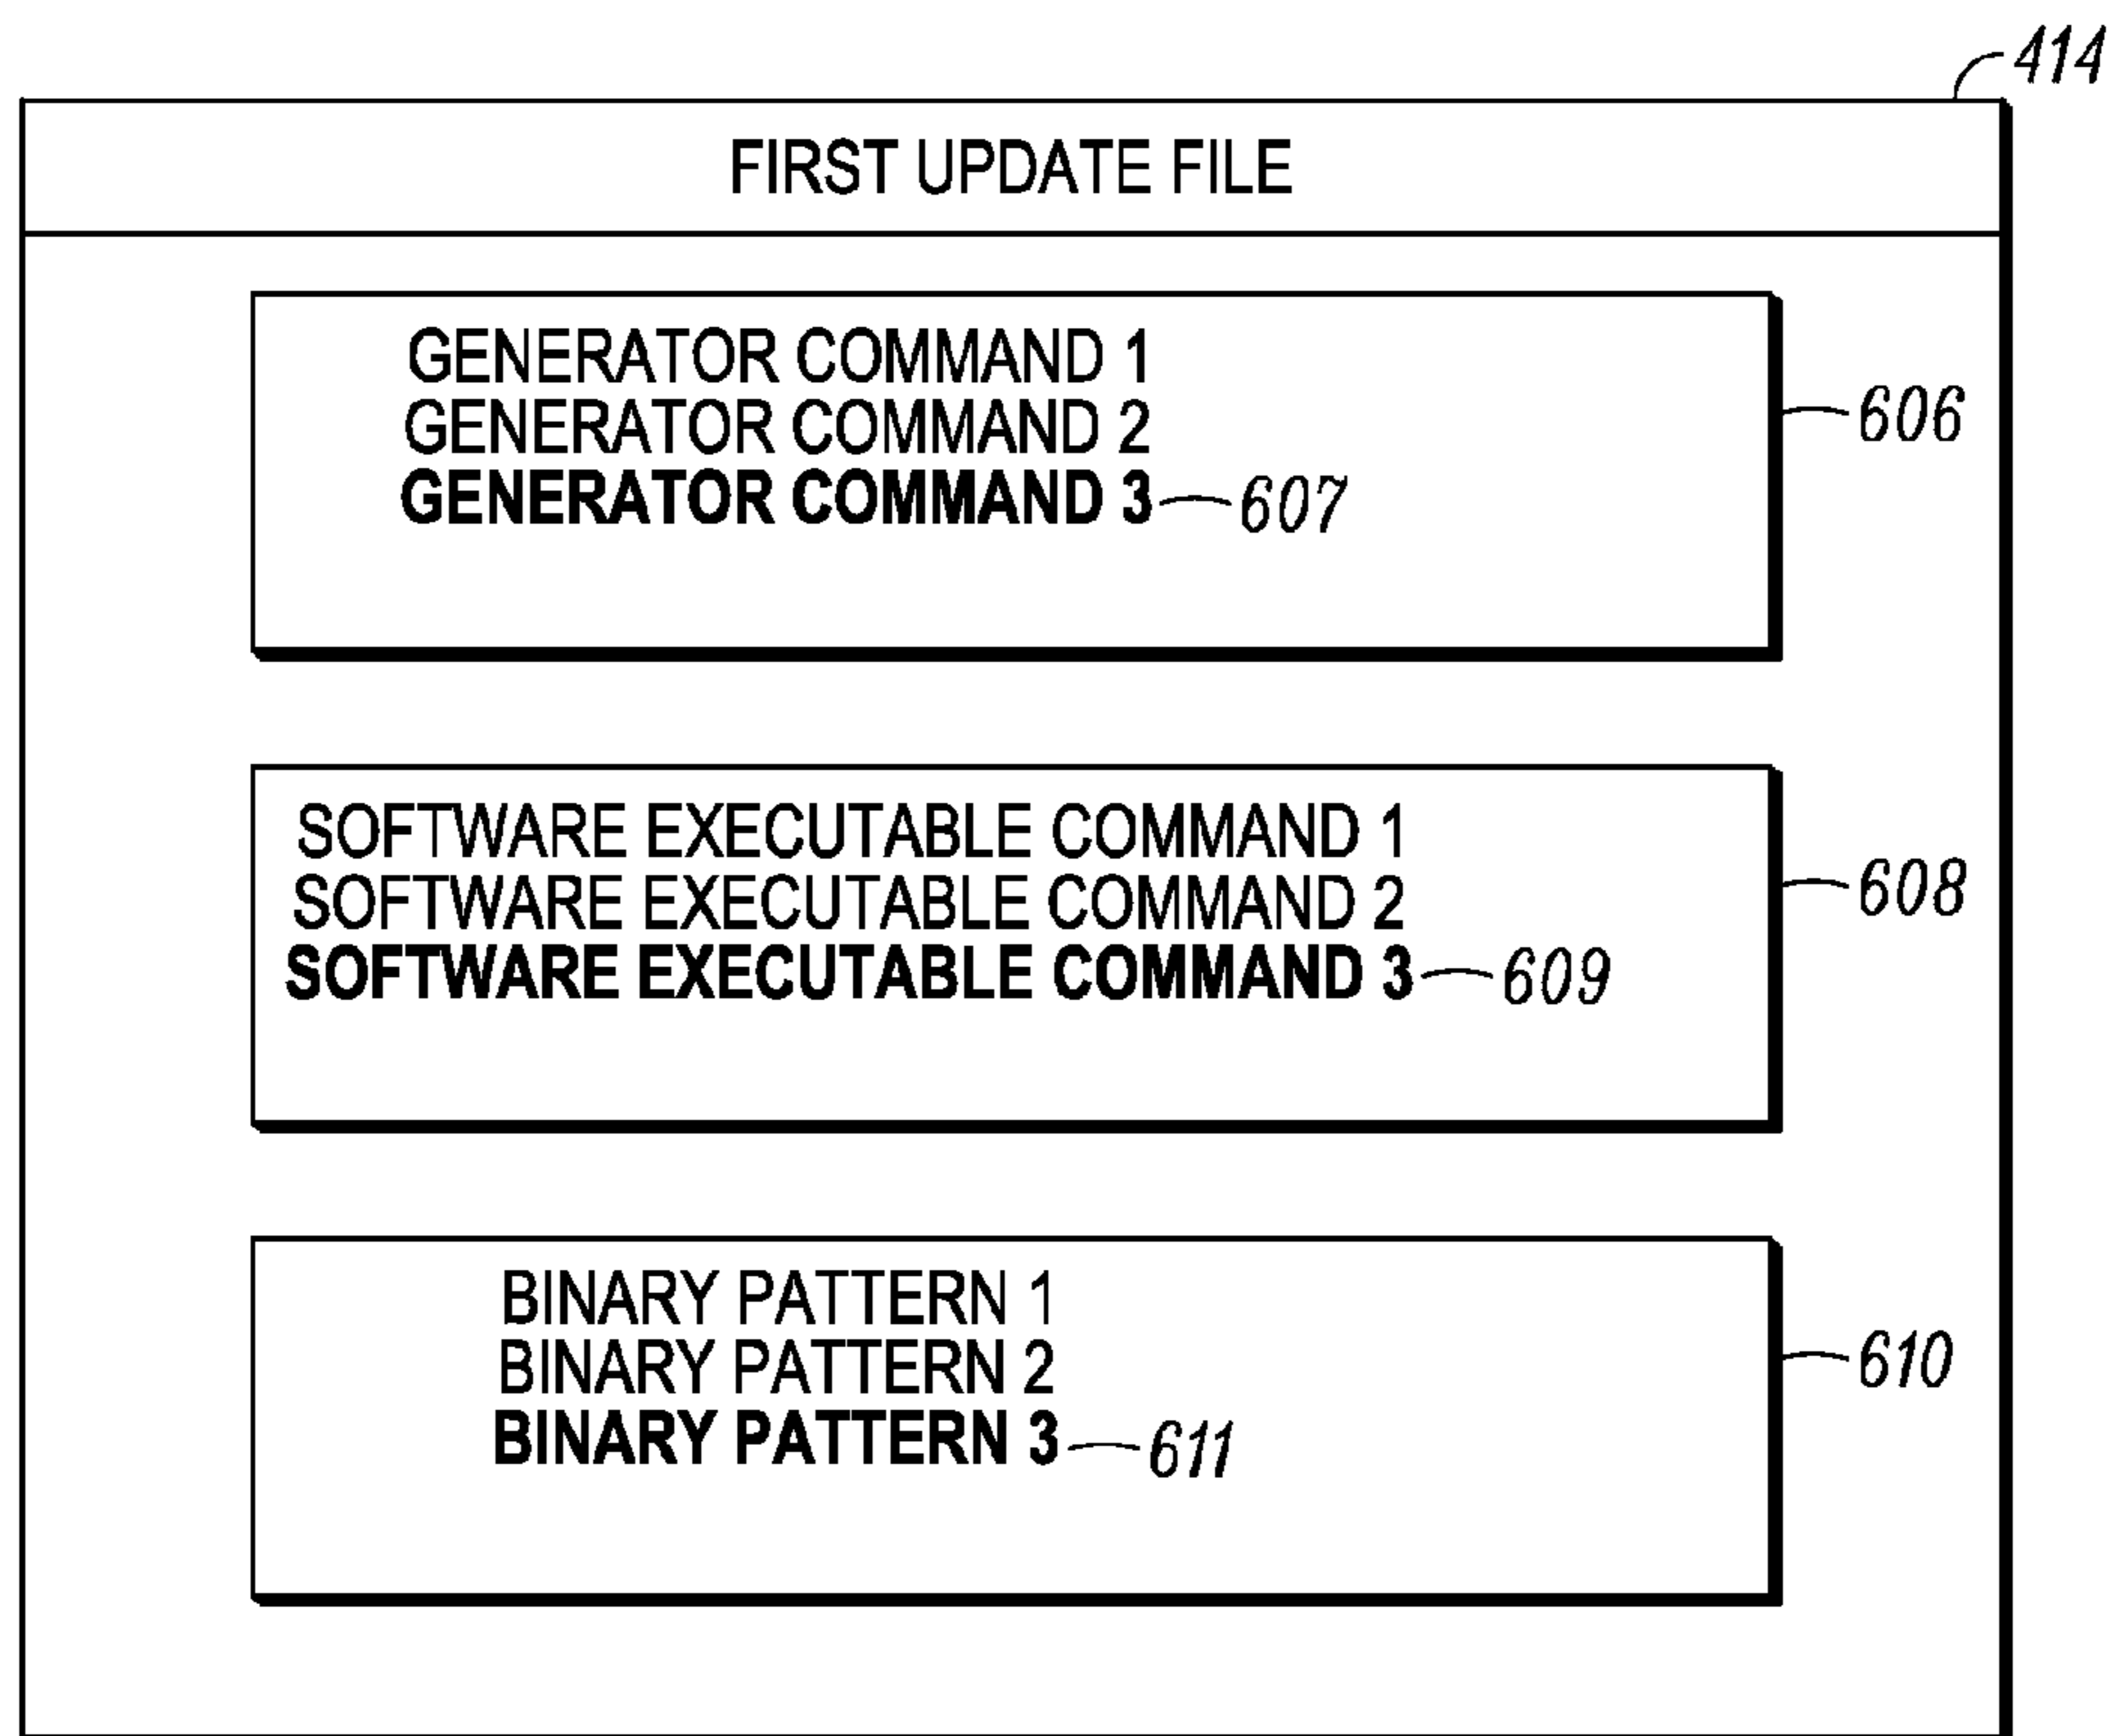 414
FIRST UPDATE FILE
GENERATOR COMMAND 1
GENERATOR COMMAND 2
606
GENERATOR COMMAND 3 607
SOFTWARE EXECUTABLE COMMAND 1
SOFTWARE EXECUTABLE COMMAND 2
608
SOFTWARE EXECUTABLE COMMAND 3 609
BINARY PATTERN 1
BINARY PATTERN 2
610
BINARY PATTERN 3 611